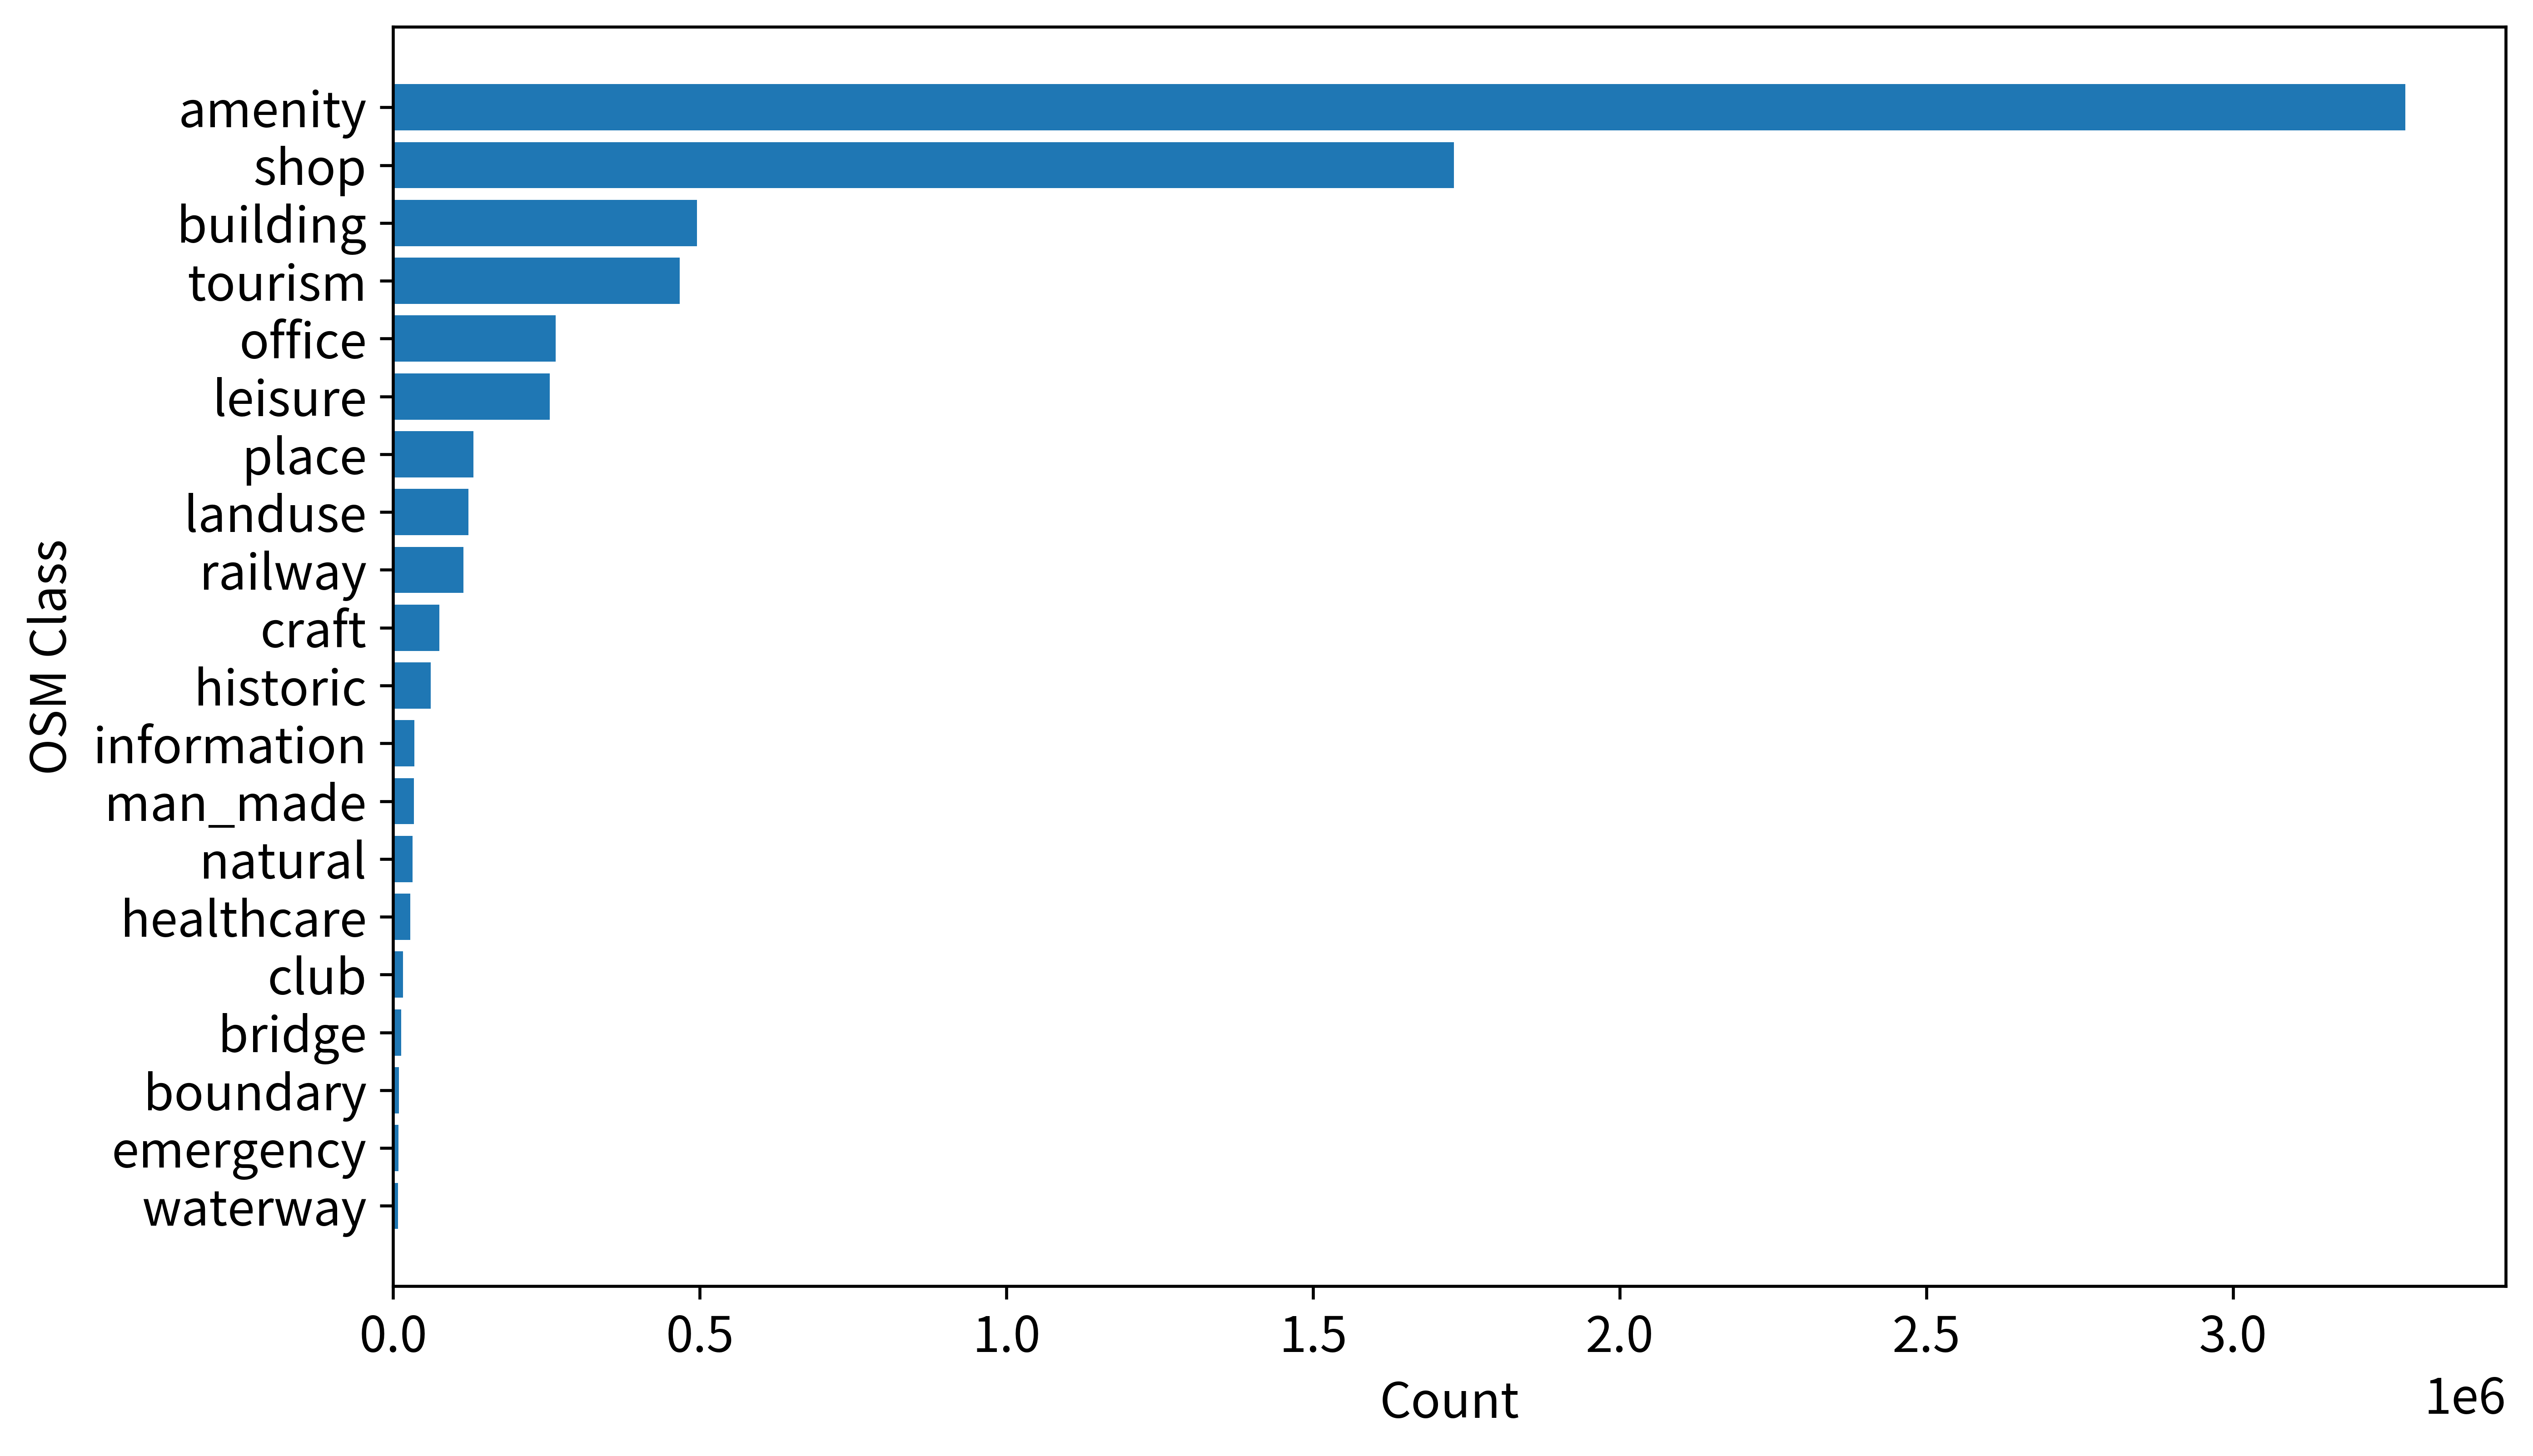 amenity
shop
building
tourism
office
leisure
place
landuse
railway
craft
historic
information
man_made
natural
healthcare
club
bridge
boundary
emergency
waterway
OSM Class
0.0 0.5 1.0 1.5 2.0 2.5 3.0
Count
1e6